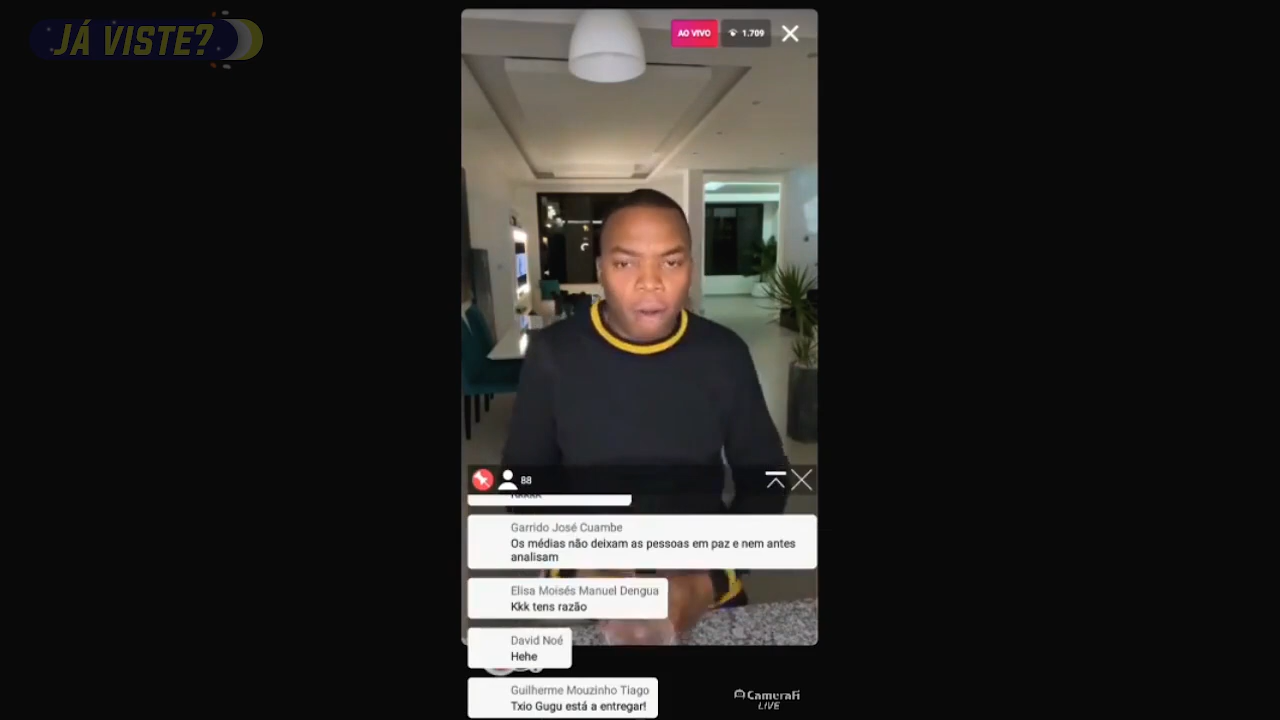 JÁ VISTE?
AO VIVO
1.709
88
Kkkkk
Garrido José Cuambe
Os médias não deixam as pessoas em paz e nem antes
analisam
Elisa Moisés Manuel Dengua
Kkk tens razão
David Noé
Hehe
Guilherme Mouzinho Tiago
Txio Gugu está a entregar!
CameraFi
LIVE